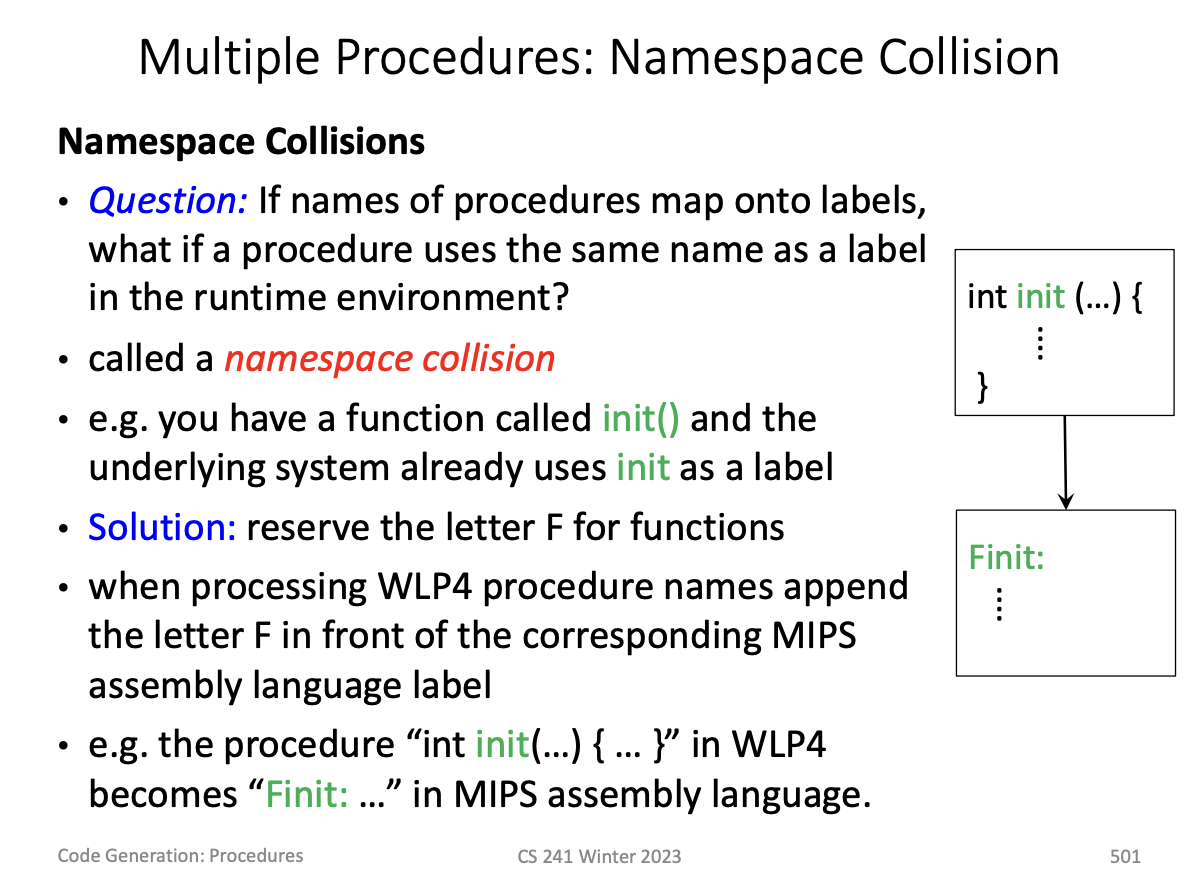 Multiple Procedures: Namespace Collision
Namespace Collisions
• Question: If names of procedures map onto labels,
what if a procedure uses the same name as a label
in the runtime environment?
• called a namespace collision
• e.g. you have a function called init() and the
underlying system already uses init as a label
• Solution: reserve the letter F for functions
• when processing WLP4 procedure names append
the letter F in front of the corresponding MIPS
assembly language label
• e.g. the procedure “int init(…) { … }” in WLP4
becomes “Finit: …” in MIPS assembly language.
int init (…) {
⋮
}
Finit:
⋮
Code Generation: Procedures
CS 241 Winter 2023
501